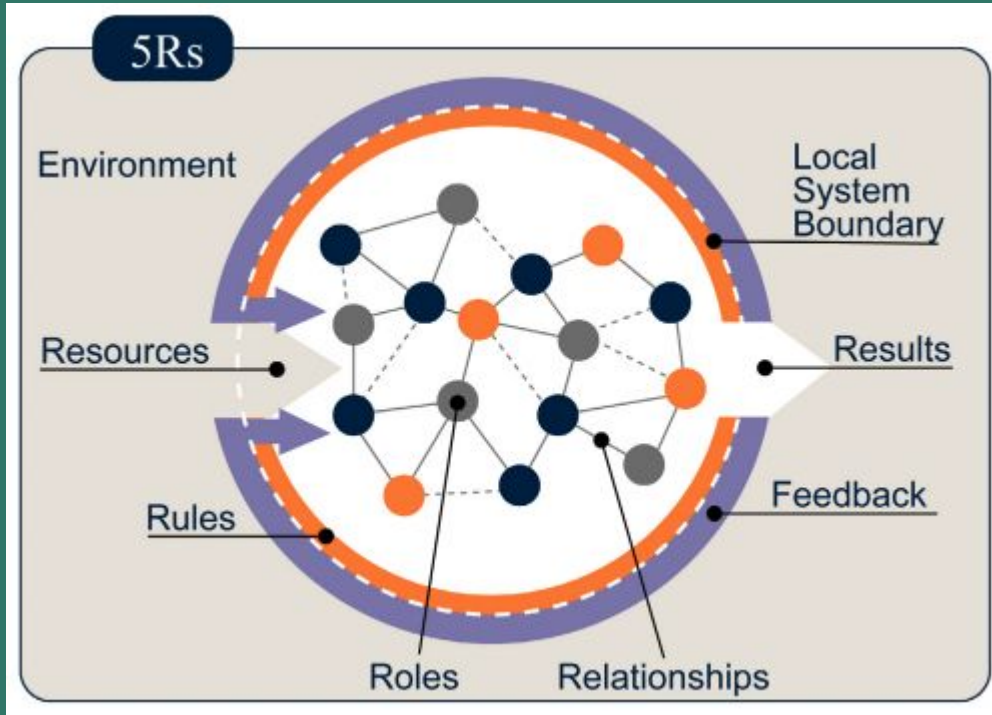 5Rs
Environment
Local
System
Boundary
Resources
Results
Rules
Feedback
Roles
Relationships